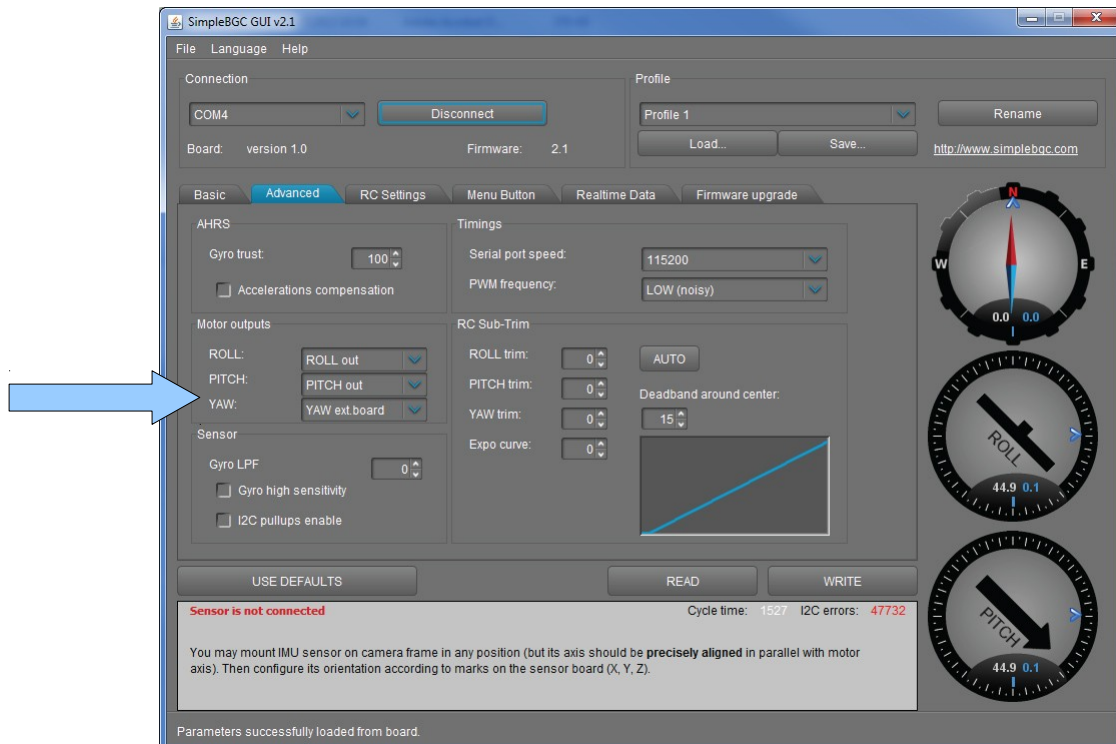 SimpleBGC GUI v2.1
File Language Help
Connection
COM4
Disconnect
Board: version 1.0
Firmware: 2.1
Profile
Profile 1
Rename
Load...
Save...
http://www.simplebgc.com
Basic
Advanced
RC Settings
Menu Button
Realtime Data
Firmware upgrade
AHRS
Gyro trust: 100
Accelerations compensation
Timings
Serial port speed: 115200
PWM frequency: LOW (noisy)
Motor outputs
ROLL: ROLL out
PITCH: PITCH out
YAW: YAW ext.board
RC Sub-Trim
ROLL trim: 0
AUTO
PITCH trim: 0
Deadband around center:
YAW trim: 0
15
Expo curve: 0
Sensor
Gyro LPF 0
Gyro high sensitivity
I2C pullups enable
N
W
E
0.0 0.0
ROLL
44.9 0.1
PITCH
44.9 0.1
USE DEFAULTS
READ
WRITE
Sensor is not connected
Cycle time: 1527 I2C errors: 47732
You may mount IMU sensor on camera frame in any position (but its axis should be precisely aligned in parallel with motor
axis). Then configure its orientation according to marks on the sensor board (X, Y, Z).
Parameters successfully loaded from board.